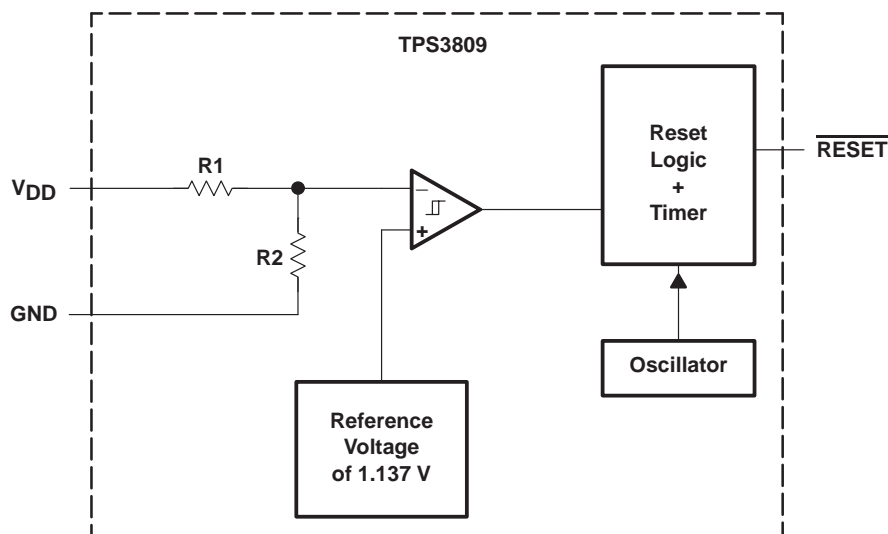 TPS3809
Reset
Logic
+
Timer
RESET
R1
VDD
–
+
R2
GND
Oscillator
Reference
Voltage
of 1.137 V